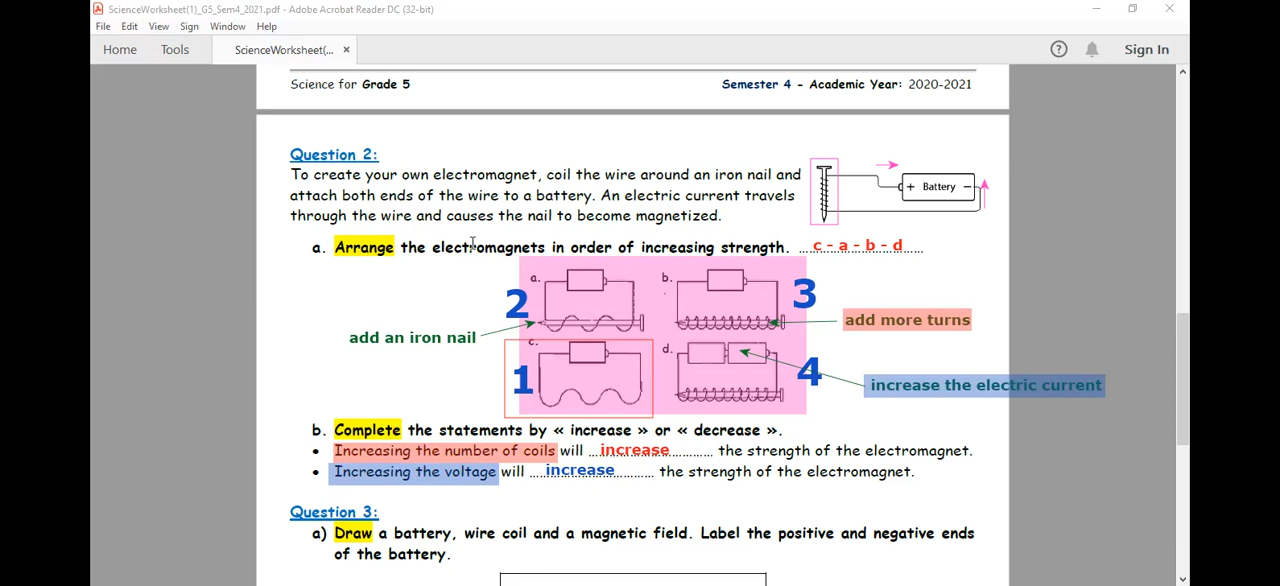 ScienceWorksheet(1)_G5_Sem4_2021.pdf - Adobe Acrobat Reader DC (32-bit)
File Edit View Sign Window Help
Home Tools ScienceWorksheet(... × ? Sign In
Science for Grade 5 Semester 4 - Academic Year: 2020-2021
Question 2:
To create your own electromagnet, coil the wire around an iron nail and
attach both ends of the wire to a battery. An electric current travels
through the wire and causes the nail to become magnetized.
+ Battery -
a. Arrange the electromagnets in order of increasing strength. ....c - a - b - d......
a. b.
2 3
add an iron nail add more turns
c. d.
1 4
increase the electric current
b. Complete the statements by « increase » or « decrease ».
• Increasing the number of coils will ...increase............ the strength of the electromagnet.
• Increasing the voltage will ....increase............ the strength of the electromagnet.
Question 3:
a) Draw a battery, wire coil and a magnetic field. Label the positive and negative ends
of the battery.